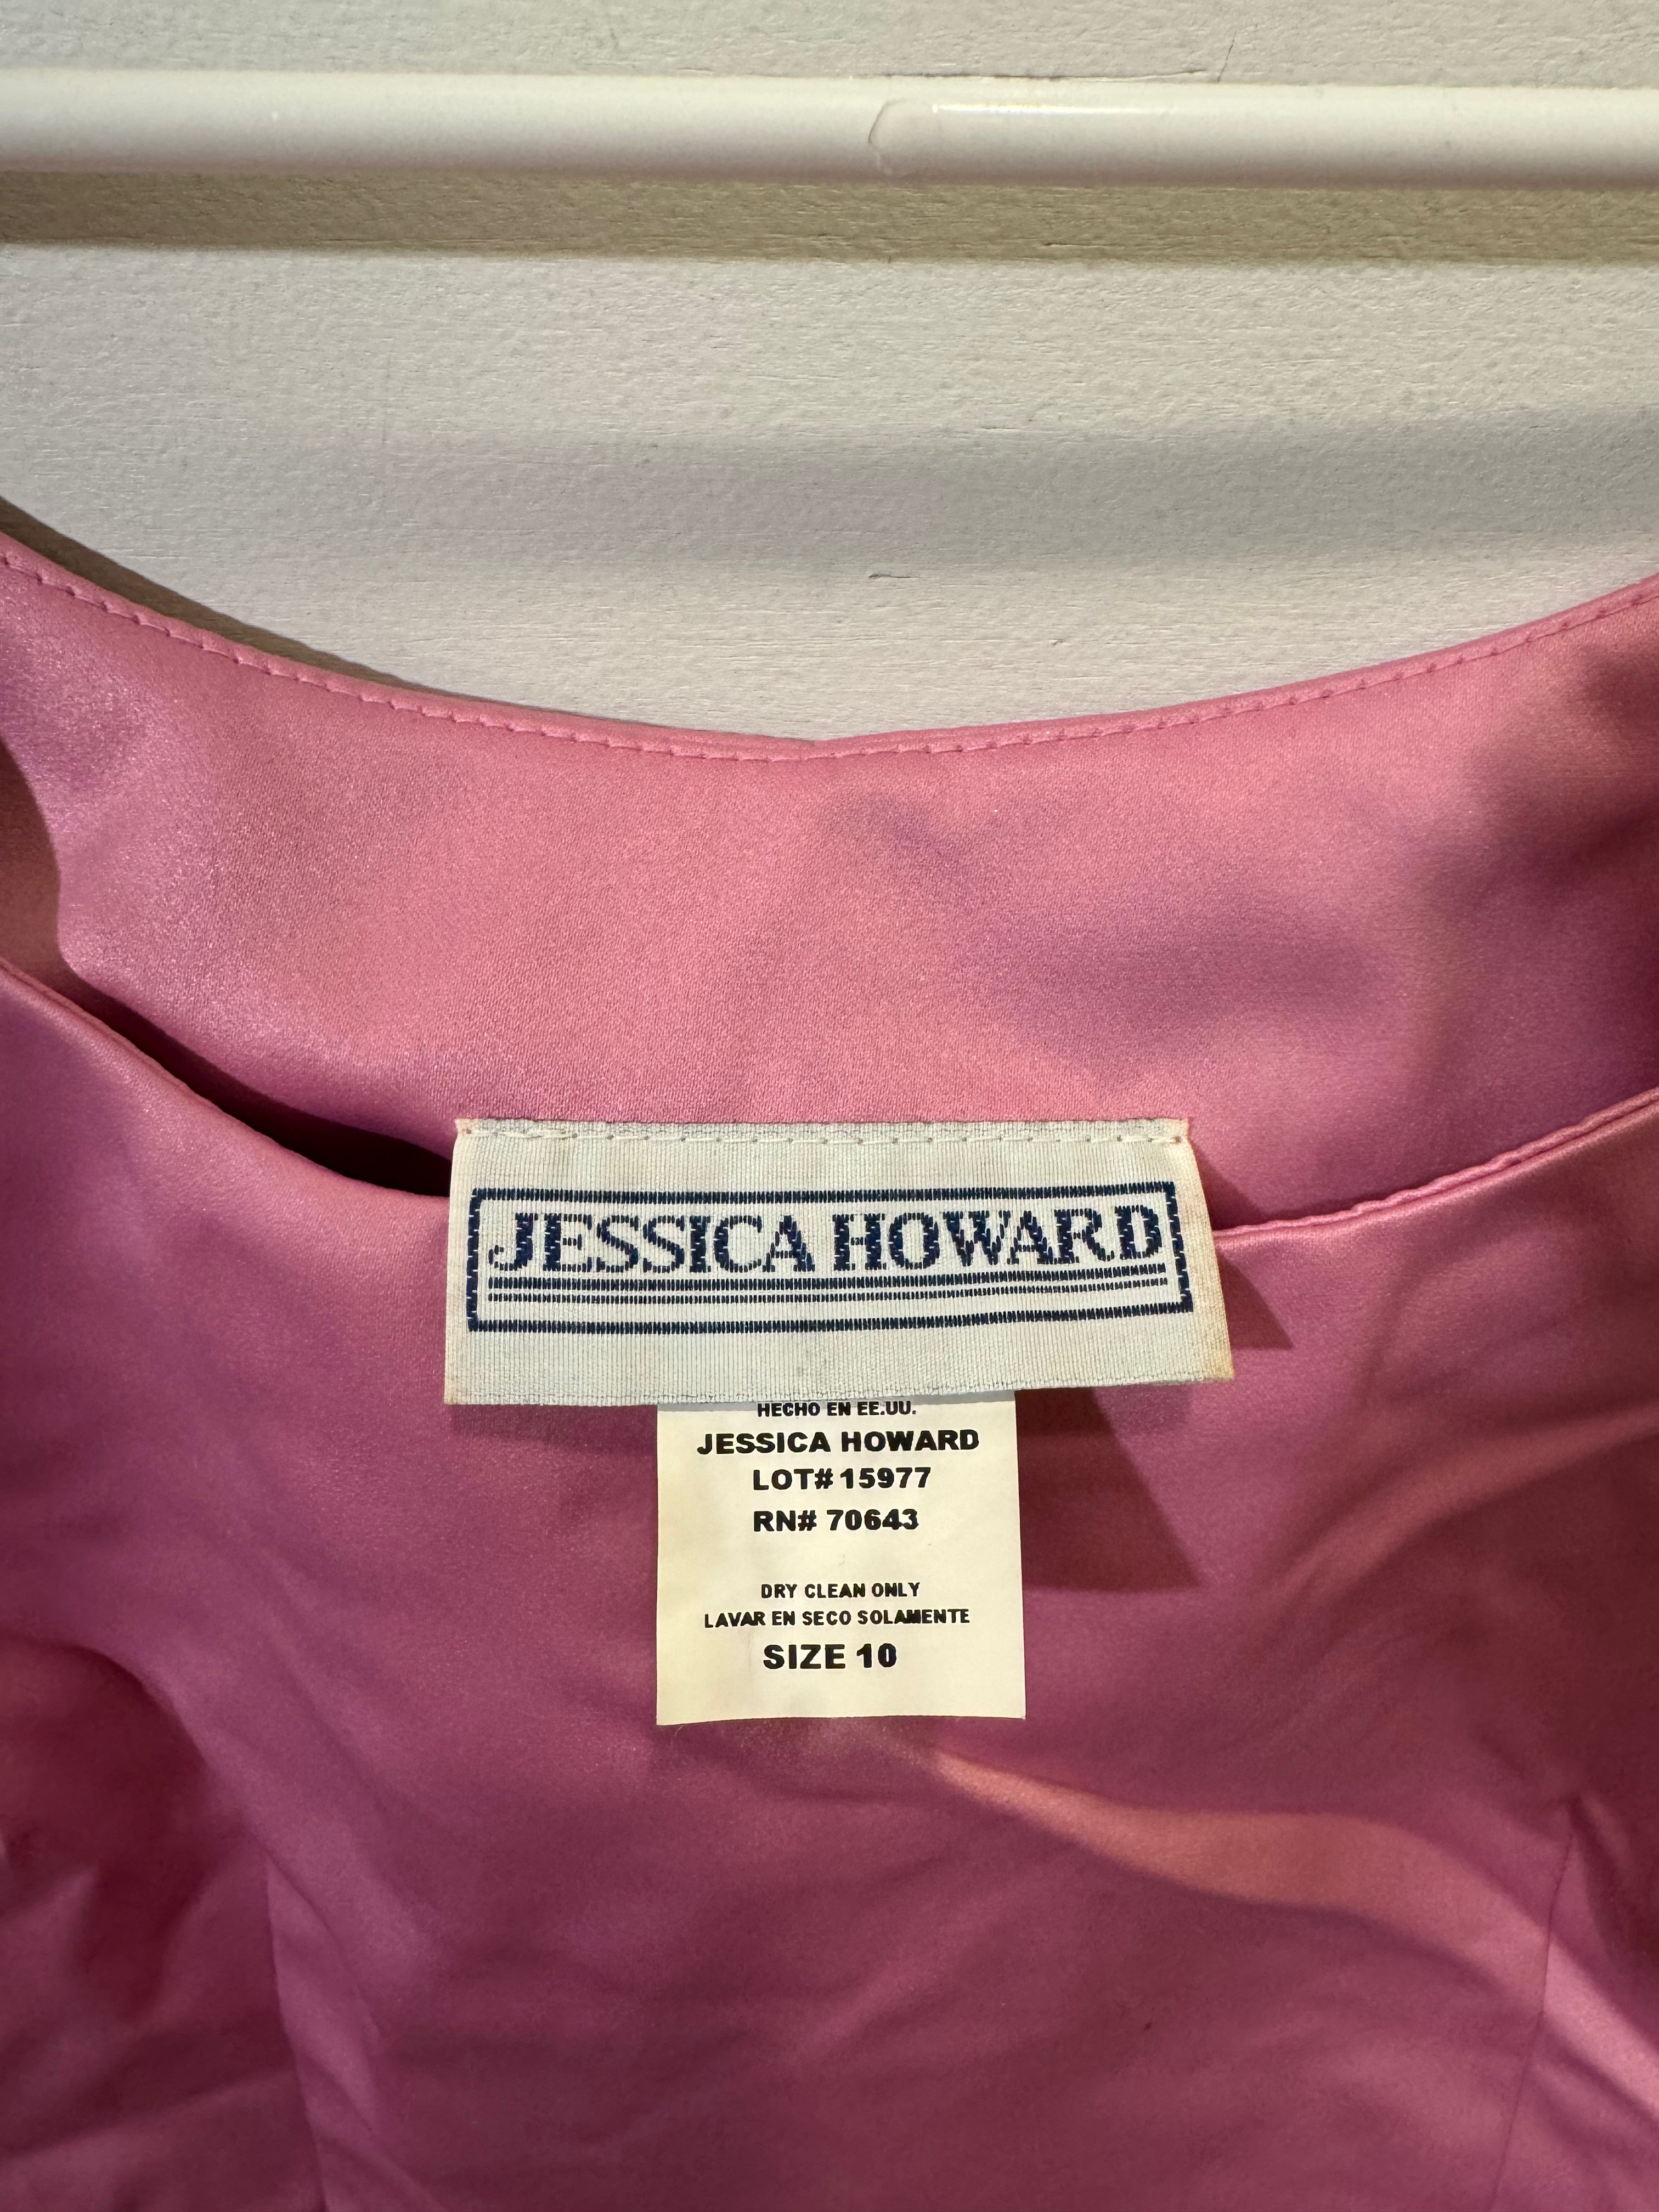 JESSICA HOWARD
HECHO EN EE.UU.
JESSICA HOWARD
LOT# 15977
RN# 70643
DRY CLEAN ONLY
LAVAR EN SECO SOLAMENTE
SIZE 10